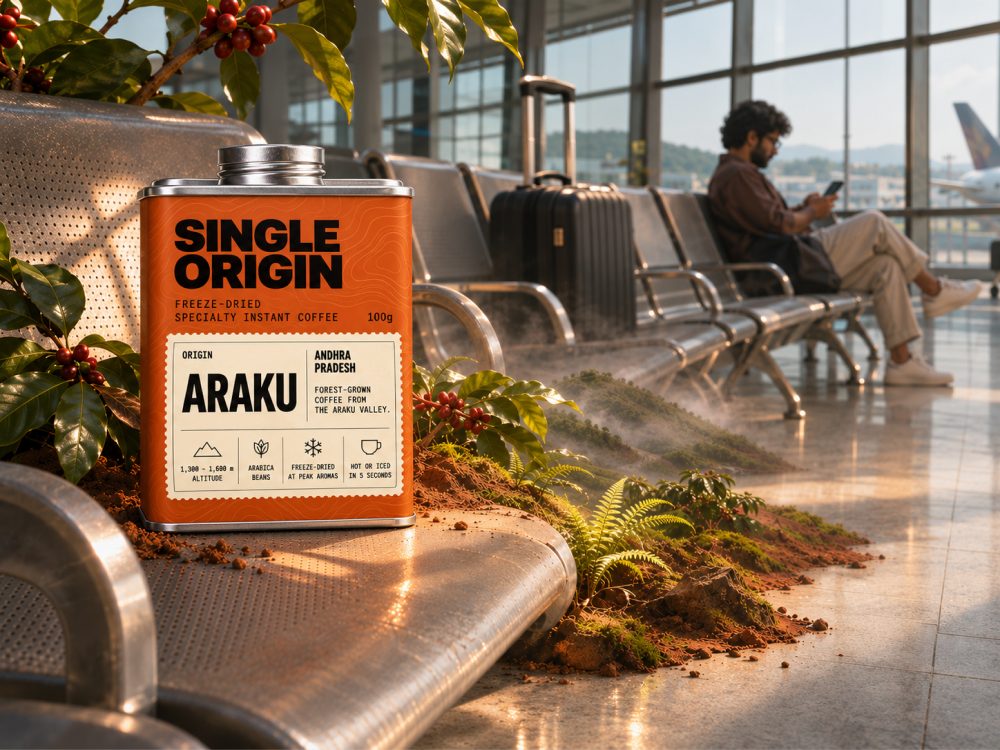 SINGLE
ORIGIN
FREEZE-DRIED
SPECIALTY INSTANT COFFEE 100g
ORIGIN
ARAKU
ANDHRA
PRADESH
FOREST-GROWN
COFFEE FROM
THE ARAKU VALLEY.
1,300 – 1,600 m
ALTITUDE
ARABICA
BEANS
FREEZE-DRIED
AT PEAK AROMAS
HOT OR ICED
IN 5 SECONDS